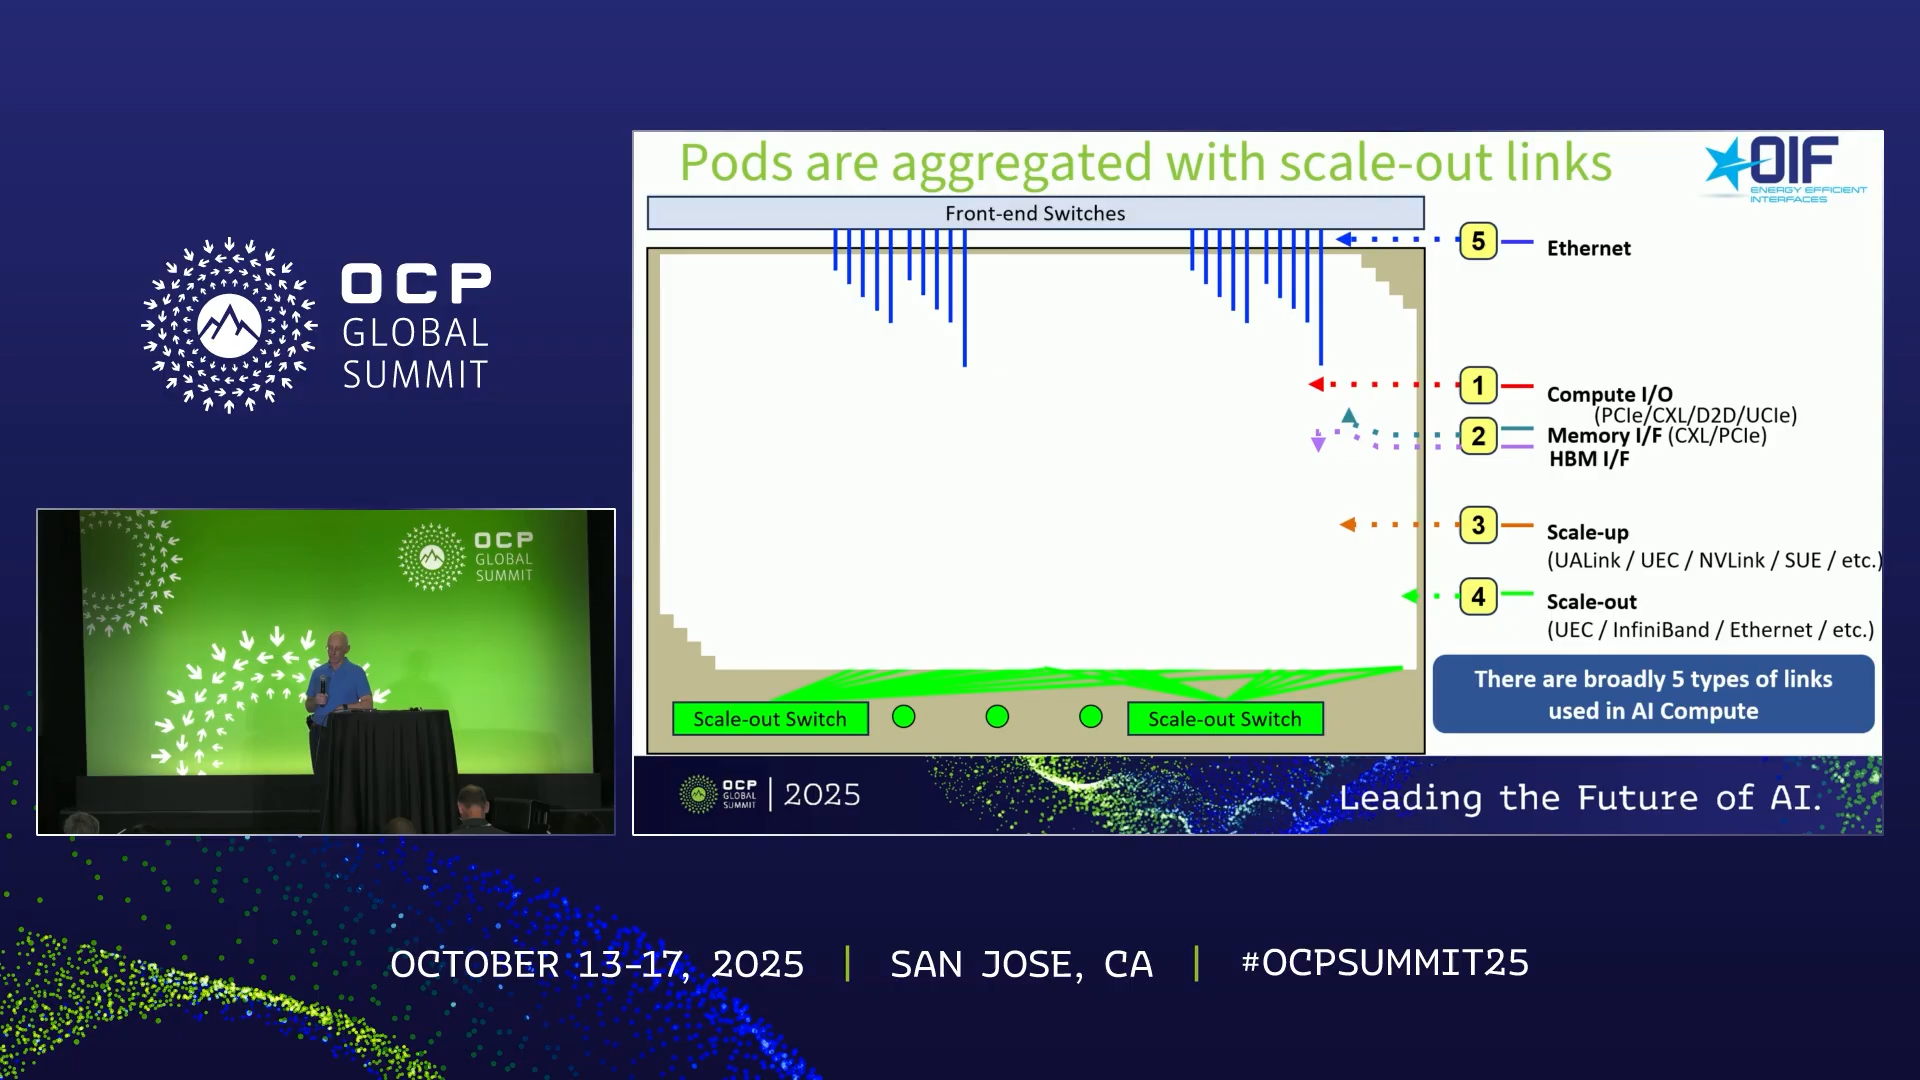 OCP
GLOBAL
SUMMIT
OCP
GLOBAL
SUMMIT
Pods are aggregated with scale-out links
OIF
ENERGY EFFICIENT
INTERFACES
Front-end Switches
5 Ethernet
1 Compute I/O
(PCIe/CXL/D2D/UCIe)
2 Memory I/F (CXL/PCIe)
HBM I/F
3 Scale-up
(UALink / UEC / NVLink / SUE / etc.)
4 Scale-out
(UEC / InfiniBand / Ethernet / etc.)
There are broadly 5 types of links
used in AI Compute
Scale-out Switch
Scale-out Switch
OCP
GLOBAL
SUMMIT
2025
Leading the Future of AI.
OCTOBER 13-17, 2025 | SAN JOSE, CA | #OCPSUMMIT25